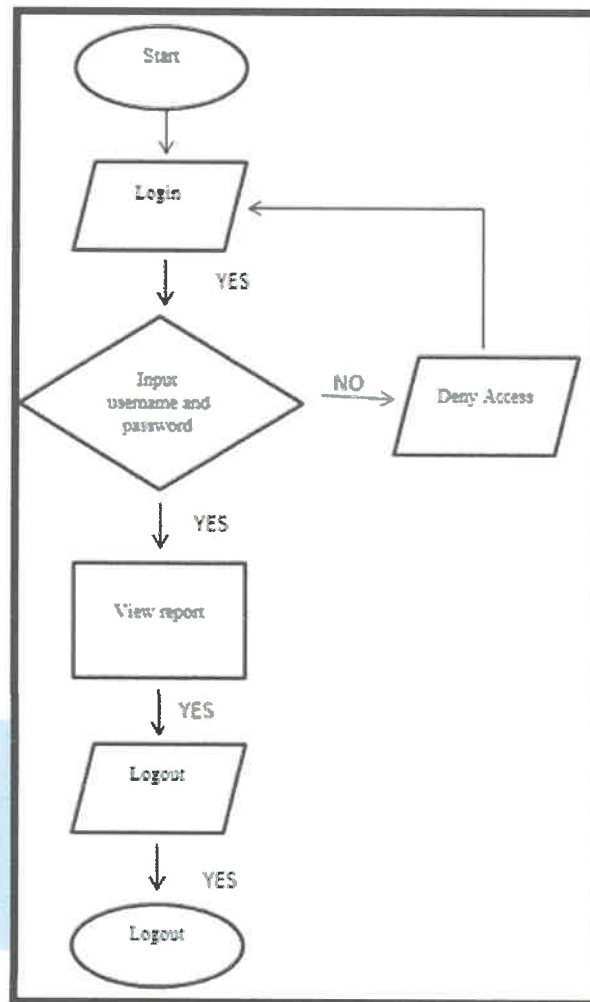 Start
Login
YES
Input
username and
password
NO
Deny Access
YES
View report
YES
Logout
YES
Logout